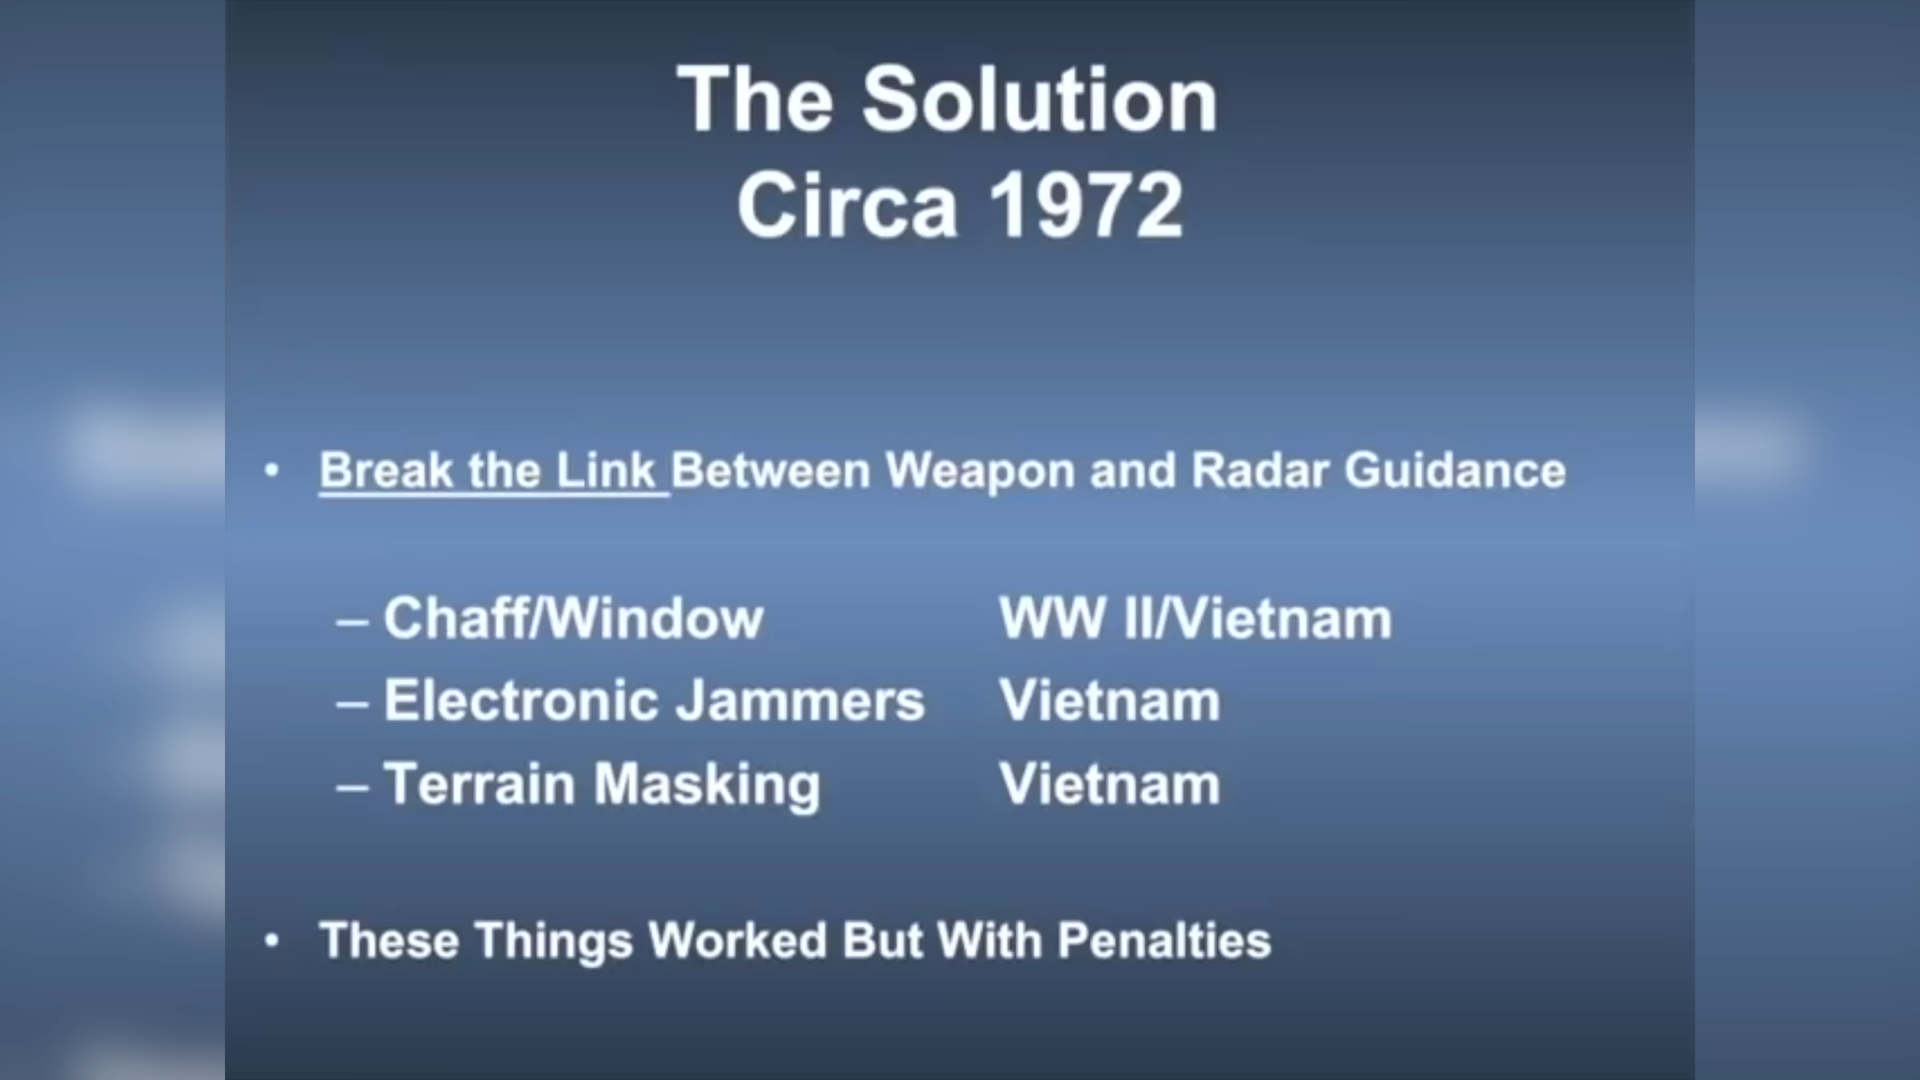 The Solution
Circa 1972
• Break the Link Between Weapon and Radar Guidance
– Chaff/Window WW II/Vietnam
– Electronic Jammers Vietnam
– Terrain Masking Vietnam
• These Things Worked But With Penalties